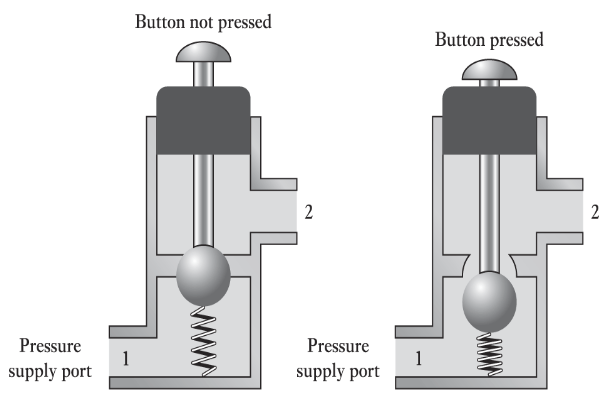 Button not pressed
2
Pressure
supply port
1
Button pressed
2
Pressure
supply port
1